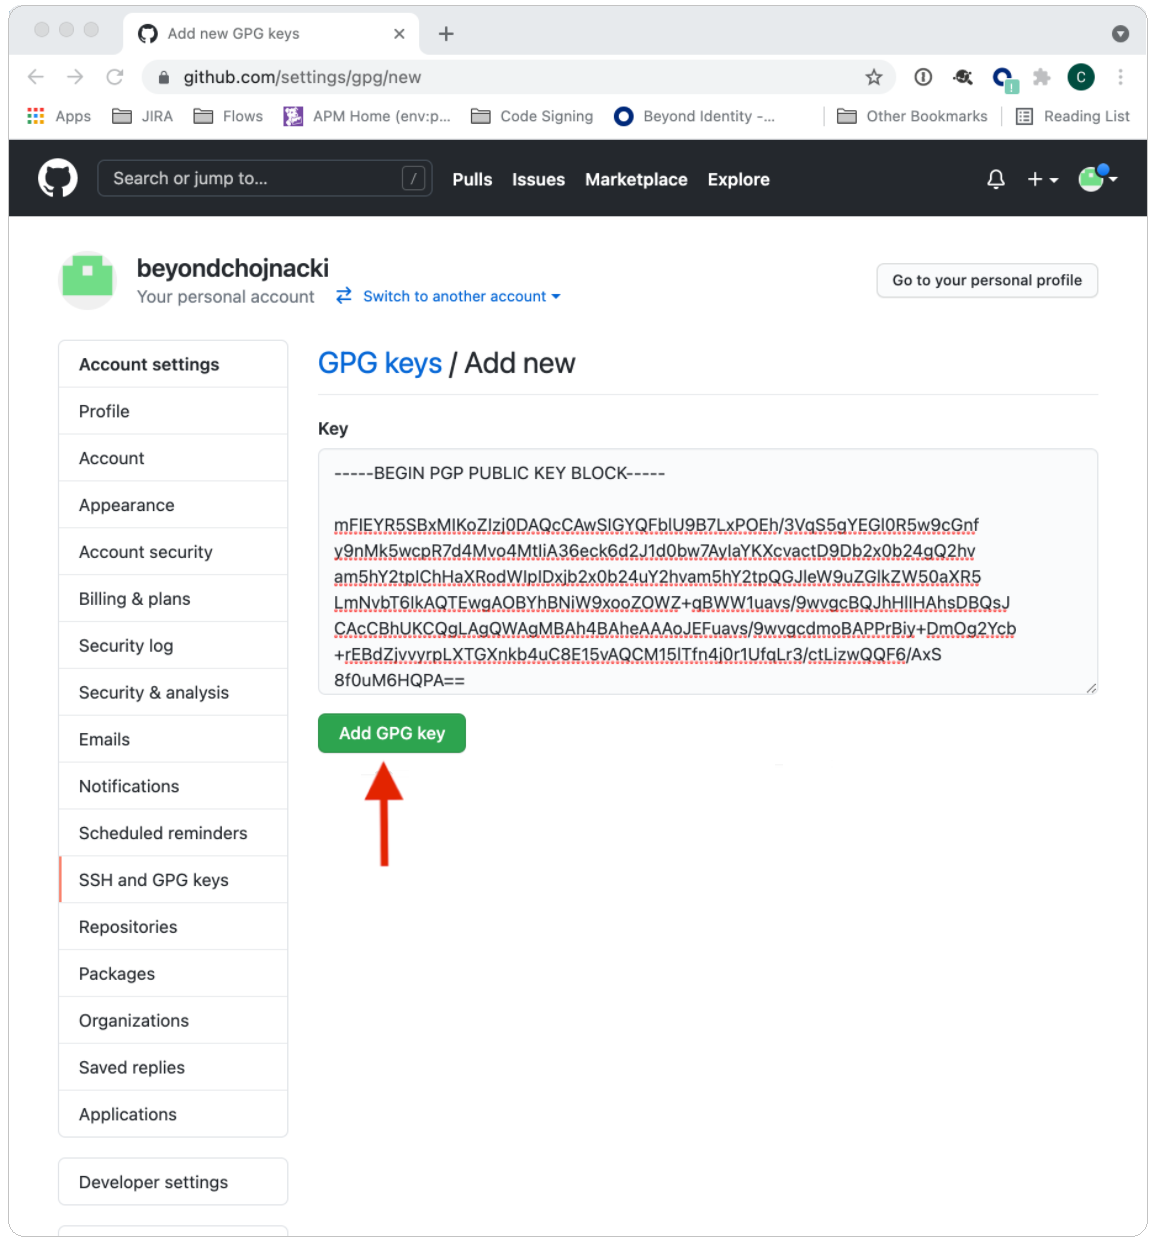 Add new GPG keys
github.com/settings/gpg/new
C
Apps JIRA Flows APM Home (env:p... Code Signing Beyond Identity -... Other Bookmarks Reading List
Search or jump to... / Pulls Issues Marketplace Explore
beyondchojnacki
Your personal account Switch to another account
Go to your personal profile
Account settings
Profile
Account
Appearance
Account security
Billing & plans
Security log
Security & analysis
Emails
Notifications
Scheduled reminders
SSH and GPG keys
Repositories
Packages
Organizations
Saved replies
Applications
Developer settings
GPG keys / Add new
Key
-----BEGIN PGP PUBLIC KEY BLOCK-----
mFIEYR5SBxMIKoZIzj0DAQcCAwSlGYQFblU9B7LxPOEh/3VqS5gYEGl0R5w9cGnf
y9nMk5wcpR7d4Mvo4MtIiA36eck6d2J1d0bw7AylaYKXcvactD9Db2x0b24gQ2hv
am5hY2tpIChHaXRodWIpIDxjb2x0b24uY2hvam5hY2tpQGJleW9uZGlkZW50aXR5
LmNvbT6IkAQTEwgAOBYhBNiW9xooZOWZ+gBWW1uavs/9wvgcBQJhHlIHAhsDBQsJ
CAcCBhUKCQgLAgQWAgMBAh4BAheAAAoJEFuavs/9wvgcdmoBAPPrBjy+DmOg2Ycb
+rEBdZjvvyrpLXTGXnkb4uC8E15vAQCM15lTfn4j0r1UfqLr3/ctLizwQQF6/AxS
8f0uM6HQPA==
Add GPG key